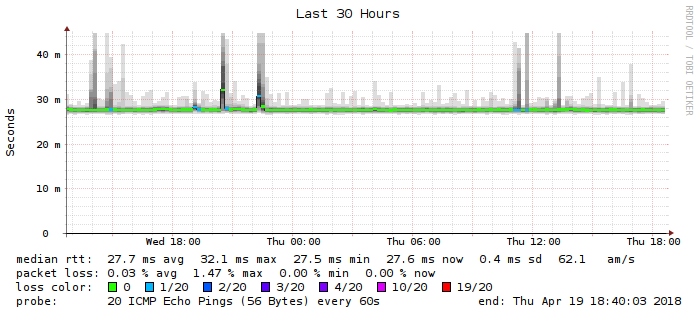 Last 30 Hours
RRDTOOL / TOBI OETIKER
Seconds
40 m
30 m
20 m
10 m
0
Wed 18:00 Thu 00:00 Thu 06:00 Thu 12:00 Thu 18:00
median rtt: 27.7 ms avg 32.1 ms max 27.5 ms min 27.6 ms now 0.4 ms sd 62.1 am/s
packet loss: 0.03 % avg 1.47 % max 0.00 % min 0.00 % now
loss color: 0 1/20 2/20 3/20 4/20 10/20 19/20
probe: 20 ICMP Echo Pings (56 Bytes) every 60s end: Thu Apr 19 18:40:03 2018